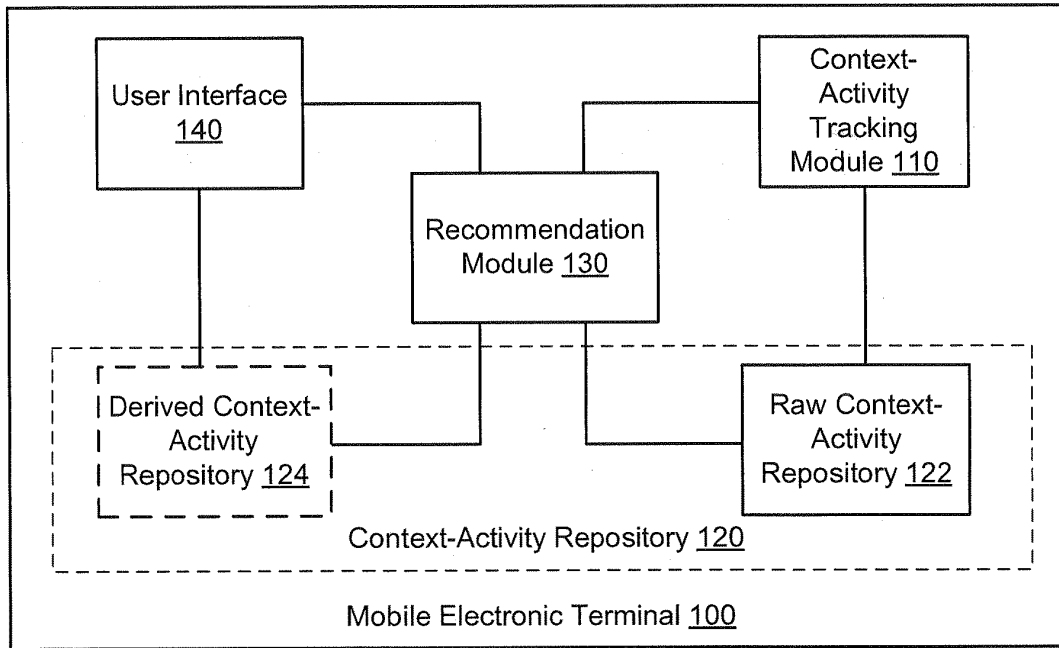 User Interface
140
Context-
Activity
Tracking
Module 110
Recommendation
Module 130
Derived Context-
Activity
Repository 124
Raw Context-
Activity
Repository 122
Context-Activity Repository 120
Mobile Electronic Terminal 100